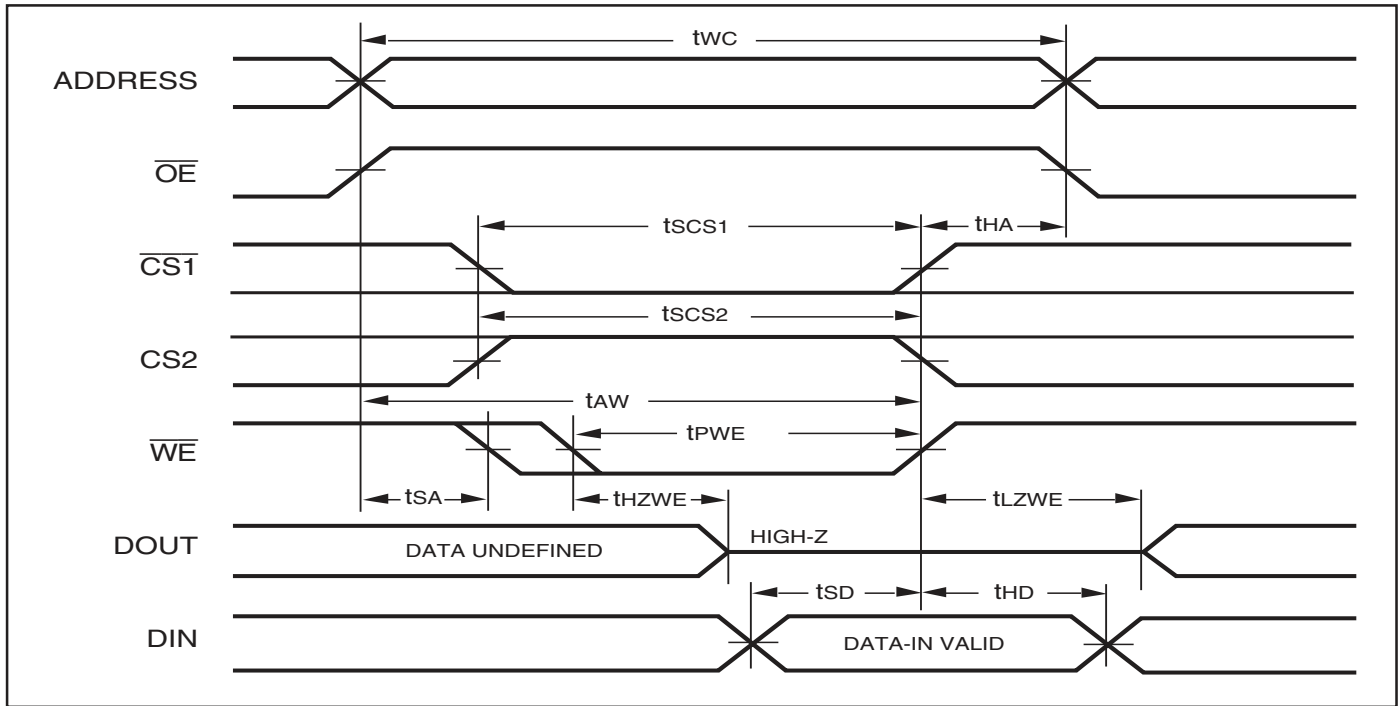 tWC
ADDRESS
OE
tSCS1
tHA
CS1
tSCS2
CS2
tAW
WE
tPWE
tSA
tHZWE
tLZWE
DOUT
DATA UNDEFINED
HIGH-Z
tSD
tHD
DIN
DATA-IN VALID